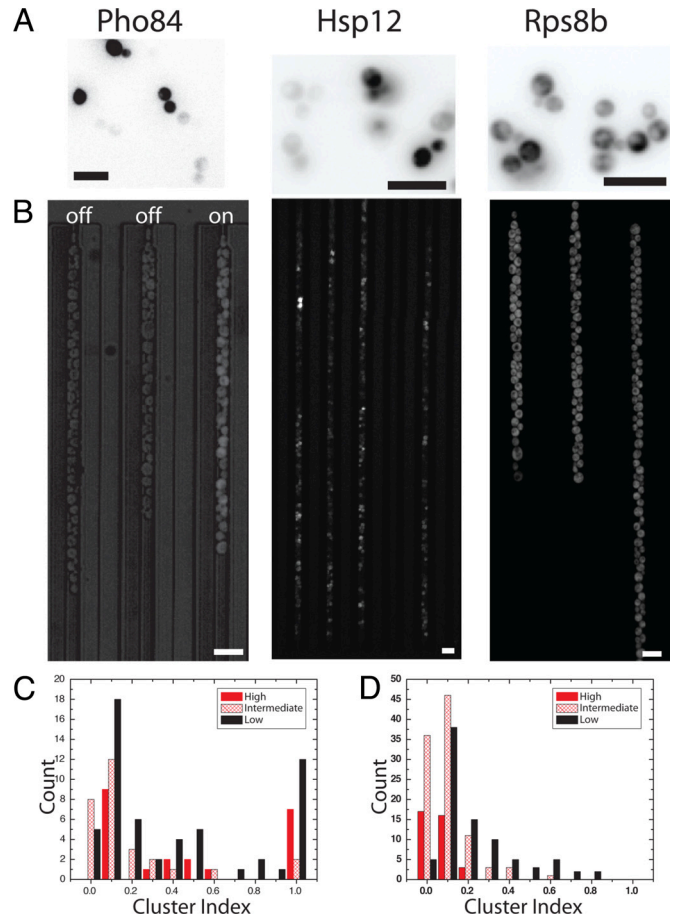 A Pho84 Hsp12 Rps8b
B off off on
C D
20
18
16
14
12
10
8
6
4
2
0
Count
0.0 0.2 0.4 0.6 0.8 1.0
Cluster Index
High
Intermediate
Low
50
45
40
35
30
25
20
15
10
5
0
Count
0.0 0.2 0.4 0.6 0.8 1.0
Cluster Index
High
Intermediate
Low